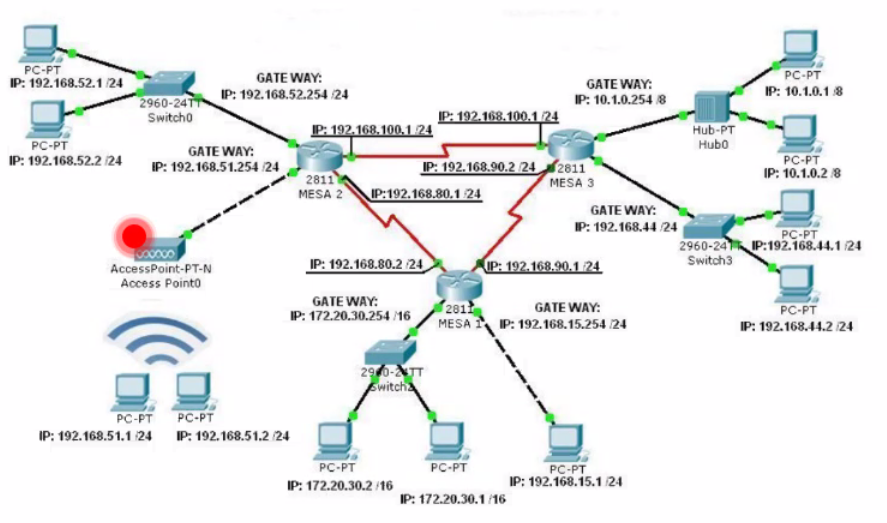 PC-PT
IP: 192.168.52.1 /24
2960-24TT
Switch0
PC-PT
IP: 192.168.52.2 /24
GATE WAY:
IP: 192.168.52.254 /24
GATE WAY:
IP: 192.168.51.254 /24
IP: 192.168.100.1 /24
IP: 192.168.100.1 /24
2811
MESA 2
IP:192.168.80.1 /24
IP: 192.168.90.2 /24
2811
MESA 3
GATE WAY:
IP: 10.1.0.254 /8
Hub-PT
Hub0
PC-PT
IP: 10.1.0.1 /8
PC-PT
IP: 10.1.0.2 /8
GATE WAY:
IP: 192.168.44 /24
2960-24TT
Switch3
PC-PT
IP:192.168.44.1 /24
PC-PT
IP: 192.168.44.2 /24
AccessPoint-PT-N
Access Point0
PC-PT
IP: 192.168.51.1 /24
PC-PT
IP: 192.168.51.2 /24
IP: 192.168.80.2 /24
IP: 192.168.90.1 /24
2811
MESA 1
GATE WAY:
IP: 172.20.30.254 /16
GATE WAY:
IP: 192.168.15.254 /24
2960-24TT
Switch2
PC-PT
IP: 172.20.30.2 /16
PC-PT
IP: 172.20.30.1 /16
PC-PT
IP: 192.168.15.1 /24